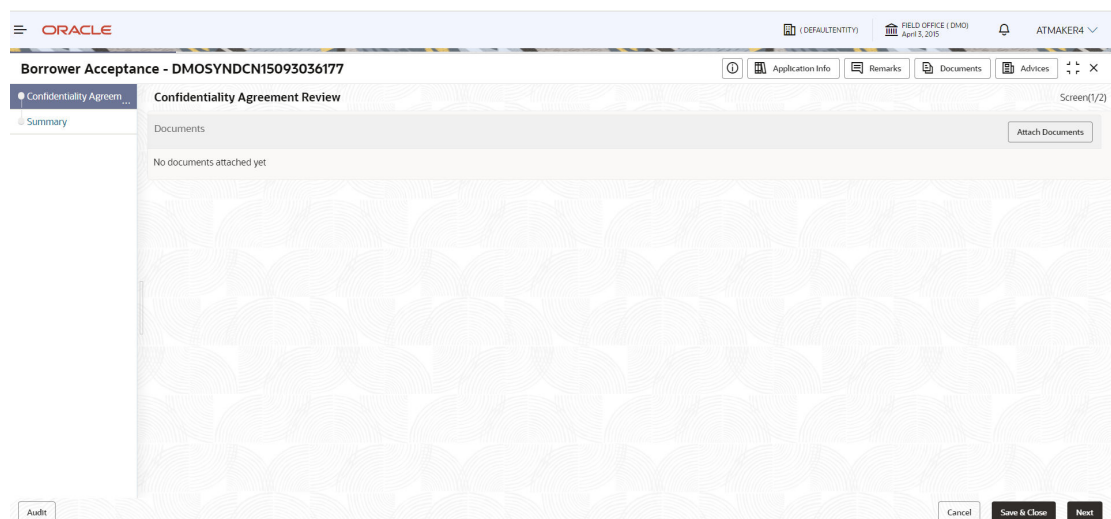 ORACLE
( DEFAULTENTITY)
FIELD OFFICE ( DMO)
April 3, 2015
ATMAKER4
Borrower Acceptance - DMOSYNDCN15093036177
Application Info
Remarks
Documents
Advices
Confidentiality Agreem...
Summary
Confidentiality Agreement Review
Screen(1/2)
Documents
Attach Documents
No documents attached yet
Audit
Cancel
Save & Close
Next